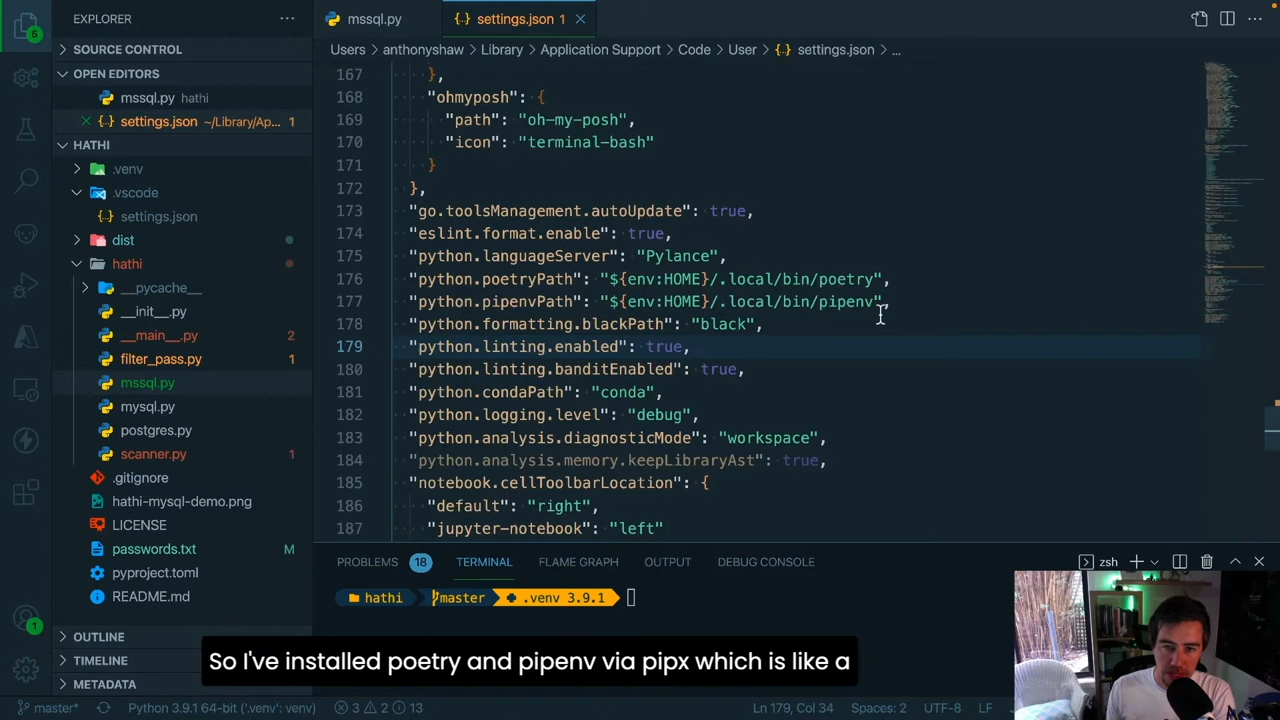 EXPLORER
SOURCE CONTROL
OPEN EDITORS
mssql.py hathi
settings.json ~/Library/Ap... 1
HATHI
.venv
.vscode
settings.json
dist
hathi
__pycache__
__init__.py
__main__.py
filter_pass.py 1
mssql.py
mysql.py
postgres.py
scanner.py 1
.gitignore
hathi-mysql-demo.png
LICENSE
passwords.txt M
pyproject.toml
README.md
OUTLINE
TIMELINE
METADATA
5
1
mssql.py
settings.json 1
Users > anthonyshaw > Library > Application Support > Code > User > {} settings.json > ...
167 },
168 "ohmyposh": {
169 "path": "oh-my-posh",
170 "icon": "terminal-bash"
171 }
172 },
173 "go.toolsManagement.autoUpdate": true,
174 "eslint.format.enable": true,
175 "python.languageServer": "Pylance",
176 "python.poetryPath": "${env:HOME}/.local/bin/poetry",
177 "python.pipenvPath": "${env:HOME}/.local/bin/pipenv",
178 "python.formatting.blackPath": "black",
179 "python.linting.enabled": true,
180 "python.linting.banditEnabled": true,
181 "python.condaPath": "conda",
182 "python.logging.level": "debug",
183 "python.analysis.diagnosticMode": "workspace",
184 "python.analysis.memory.keepLibraryAst": true,
185 "notebook.cellToolbarLocation": {
186 "default": "right",
187 "jupyter-notebook": "left"
PROBLEMS 18 TERMINAL FLAME GRAPH OUTPUT DEBUG CONSOLE
zsh
hathi master .venv 3.9.1
So I've installed poetry and pipenv via pipx which is like a
master* Python 3.9.1 64-bit ('.venv': venv) 3 2 13 Ln 179, Col 34 Spaces: 2 UTF-8 LF